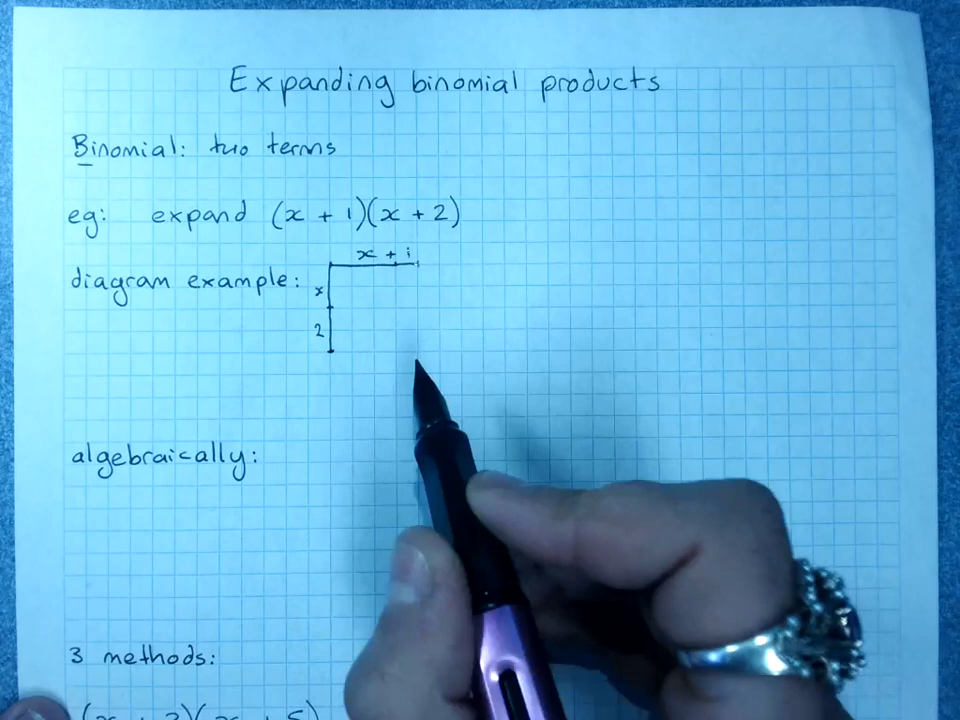 Expanding binomial products
Binomial: two terms
eg: expand (x + 1)(x + 2)
x + 1
diagram example:
x
2
algebraically:
3 methods: